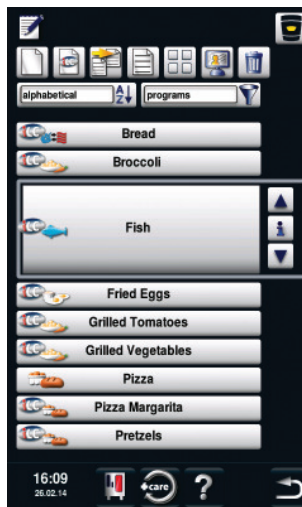 alphabetical
A
Z
programs
Bread
Broccoli
Fish
i
Fried Eggs
Grilled Tomatoes
Grilled Vegetables
Pizza
Pizza Margarita
Pretzels
16:09
26.02.14
care
?